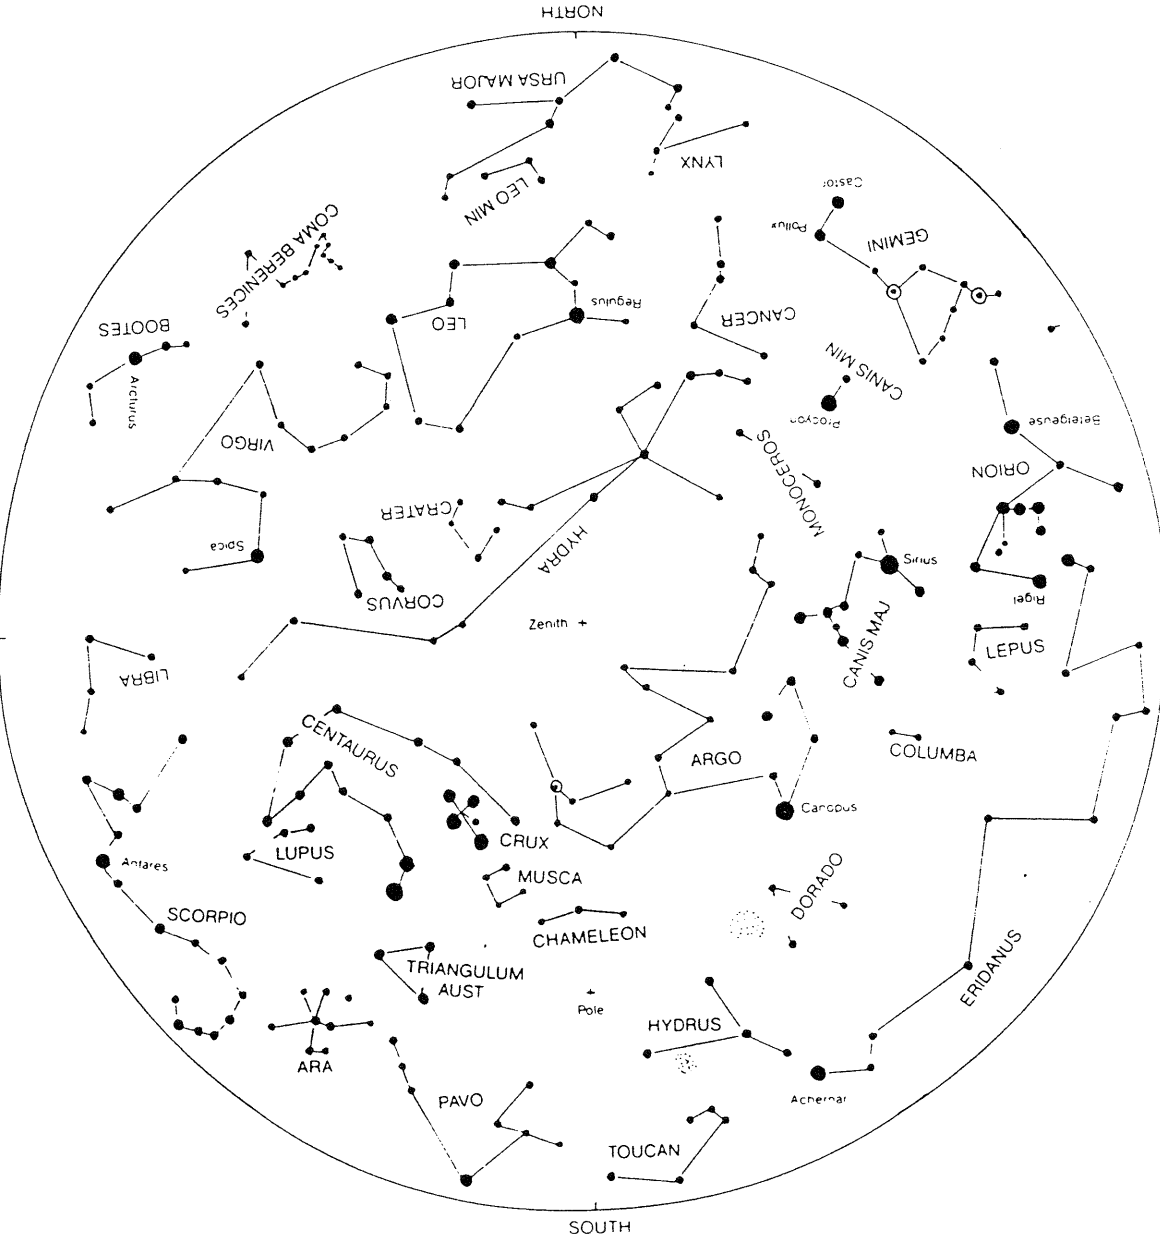 NORTH
URSA MAJOR
LYNX
LEO MIN
Castor
Pollux
GEMINI
COMA BERENICES
LEO
Regulus
CANCER
BOOTES
Arcturus
CANIS MIN
Procyon
Betelgeuse
VIRGO
MONOCEROS
ORION
CRATER
HYDRA
Spica
Sirius
Rigel
CORVUS
Zenith +
CANIS MAJ
LEPUS
LIBRA
CENTAURUS
ARGO
COLUMBA
Canopus
CRUX
LUPUS
Antares
MUSCA
DORADO
SCORPIO
CHAMELEON
TRIANGULUM
AUST
ERIDANUS
+
Pole
HYDRUS
ARA
PAVO
Achernar
TOUCAN
SOUTH